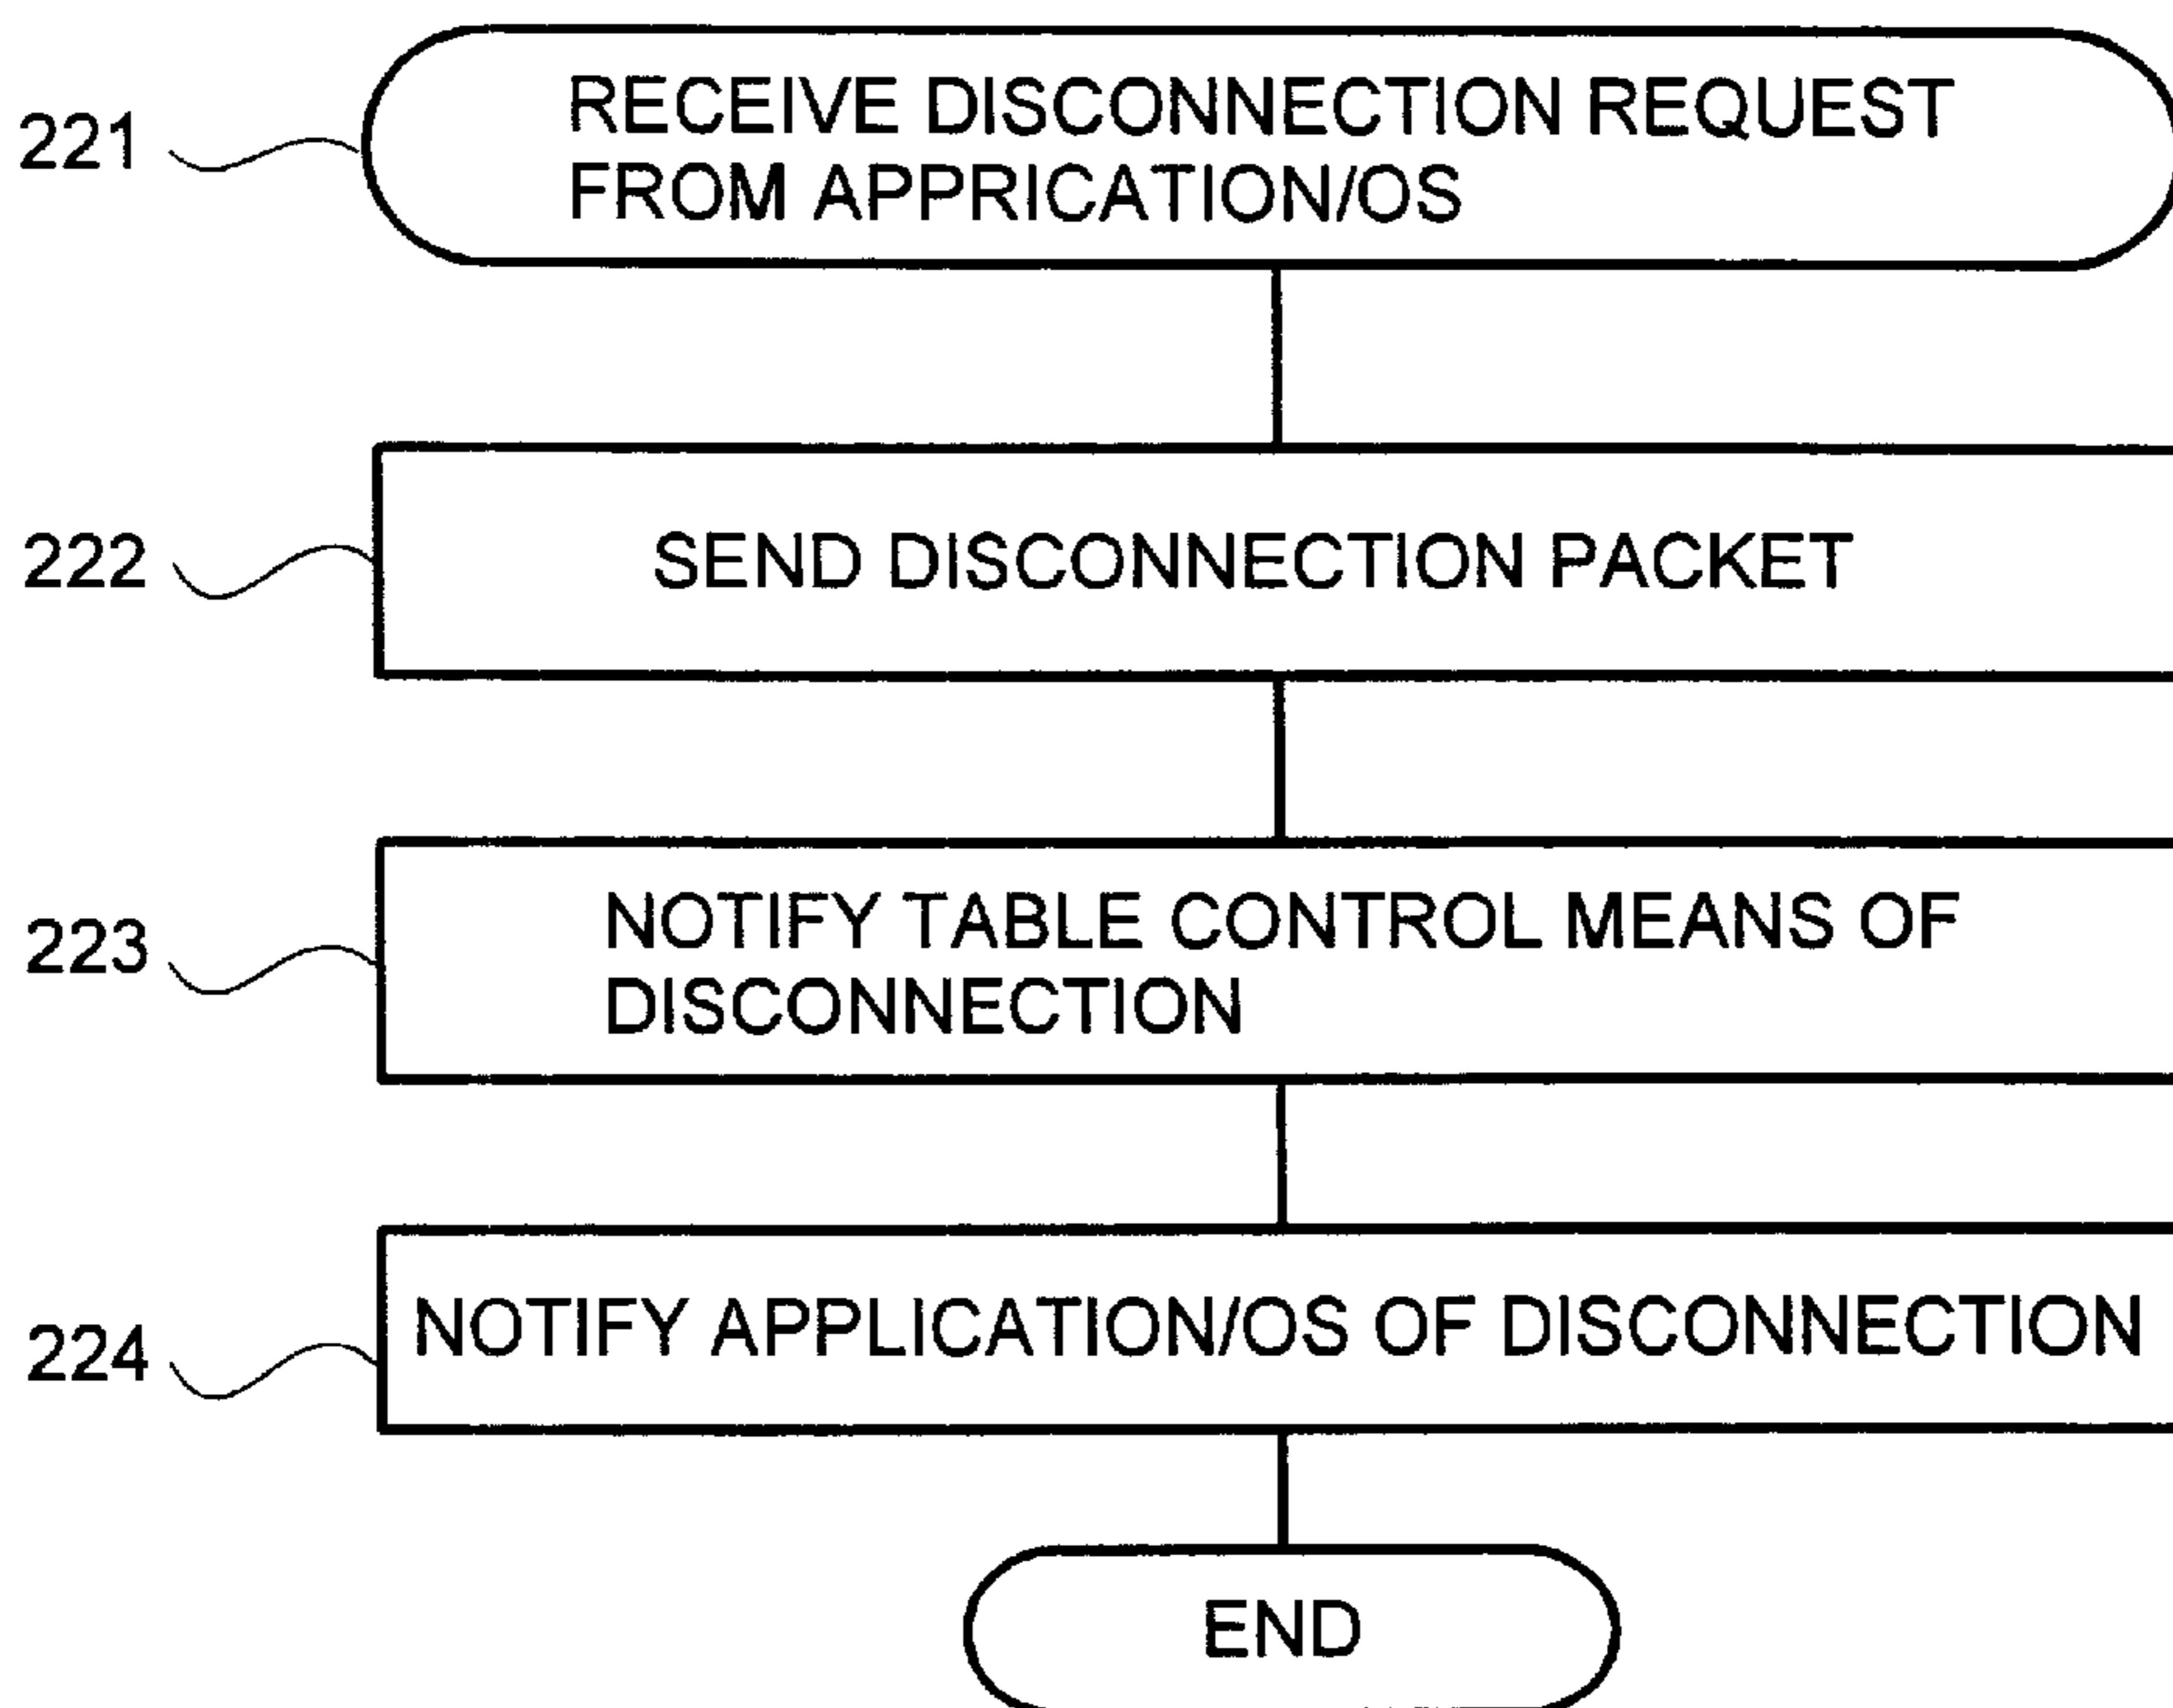 221
RECEIVE DISCONNECTION REQUEST
FROM APPRICATION/OS
222
SEND DISCONNECTION PACKET
223
NOTIFY TABLE CONTROL MEANS OF
DISCONNECTION
224
NOTIFY APPLICATION/OS OF DISCONNECTION
END